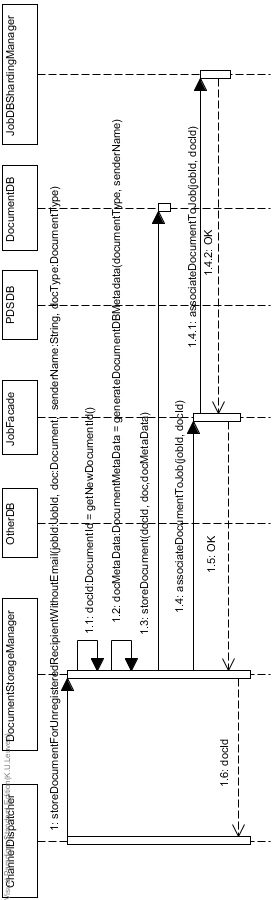 ChannelDispatcher
DocumentStorageManager
OtherDB
JobFacade
PDSDB
DocumentDB
JobDBShardingManager
1: storeDocumentForUnregisteredRecipientWithoutEmail(jobId:JobId, doc:Document, senderName:String, docType:DocumentType)
1.1: docId:DocumentId = getNewDocumentId()
1.2: docMetaData:DocumentMetaData = generateDocumentDBMetadata(documentType, senderName)
1.3: storeDocument(docId, doc,docMetaData)
1.4: associateDocumentToJob(jobId, docId)
1.4.1: associateDocumentToJob(jobId, docId)
1.4.2: OK
1.5: OK
1.6: docId